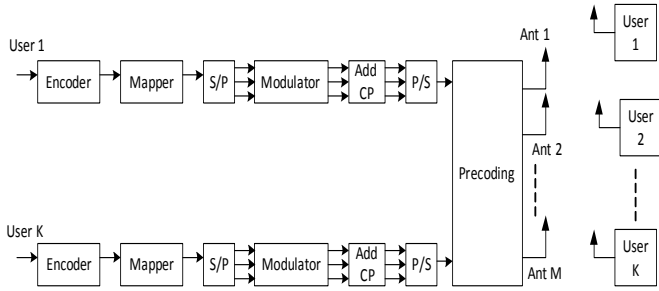 User 1
Encoder
Mapper
S/P
Modulator
Add
CP
P/S
Precoding
Ant 1
Ant 2
Ant M
User
1
User
2
User
K
User K
Encoder
Mapper
S/P
Modulator
Add
CP
P/S